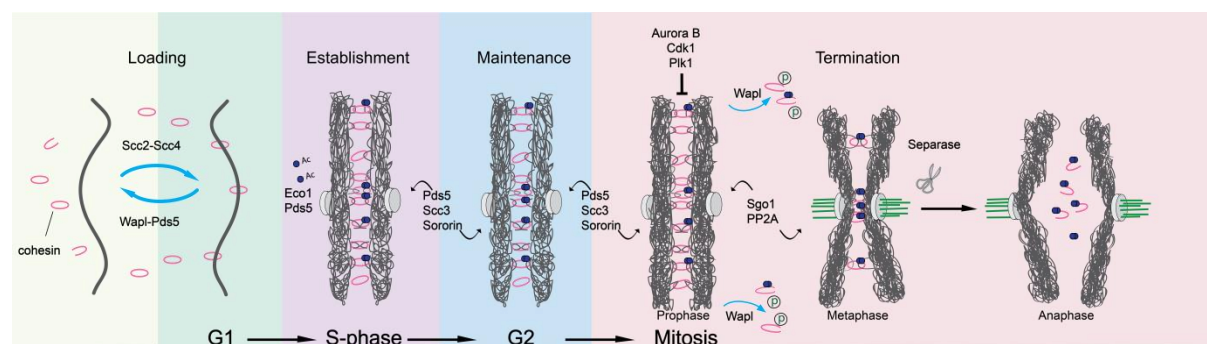 Loading
Establishment
Maintenance
Termination
Aurora B
Cdk1
Plk1
Wapl
P
P
Scc2-Scc4
Wapl-Pds5
cohesin
Ac
Ac
Eco1
Pds5
Pds5
Scc3
Sororin
Pds5
Scc3
Sororin
Sgo1
PP2A
Separase
Wapl
P
P
Prophase
Metaphase
Anaphase
G1
S-phase
G2
Mitosis